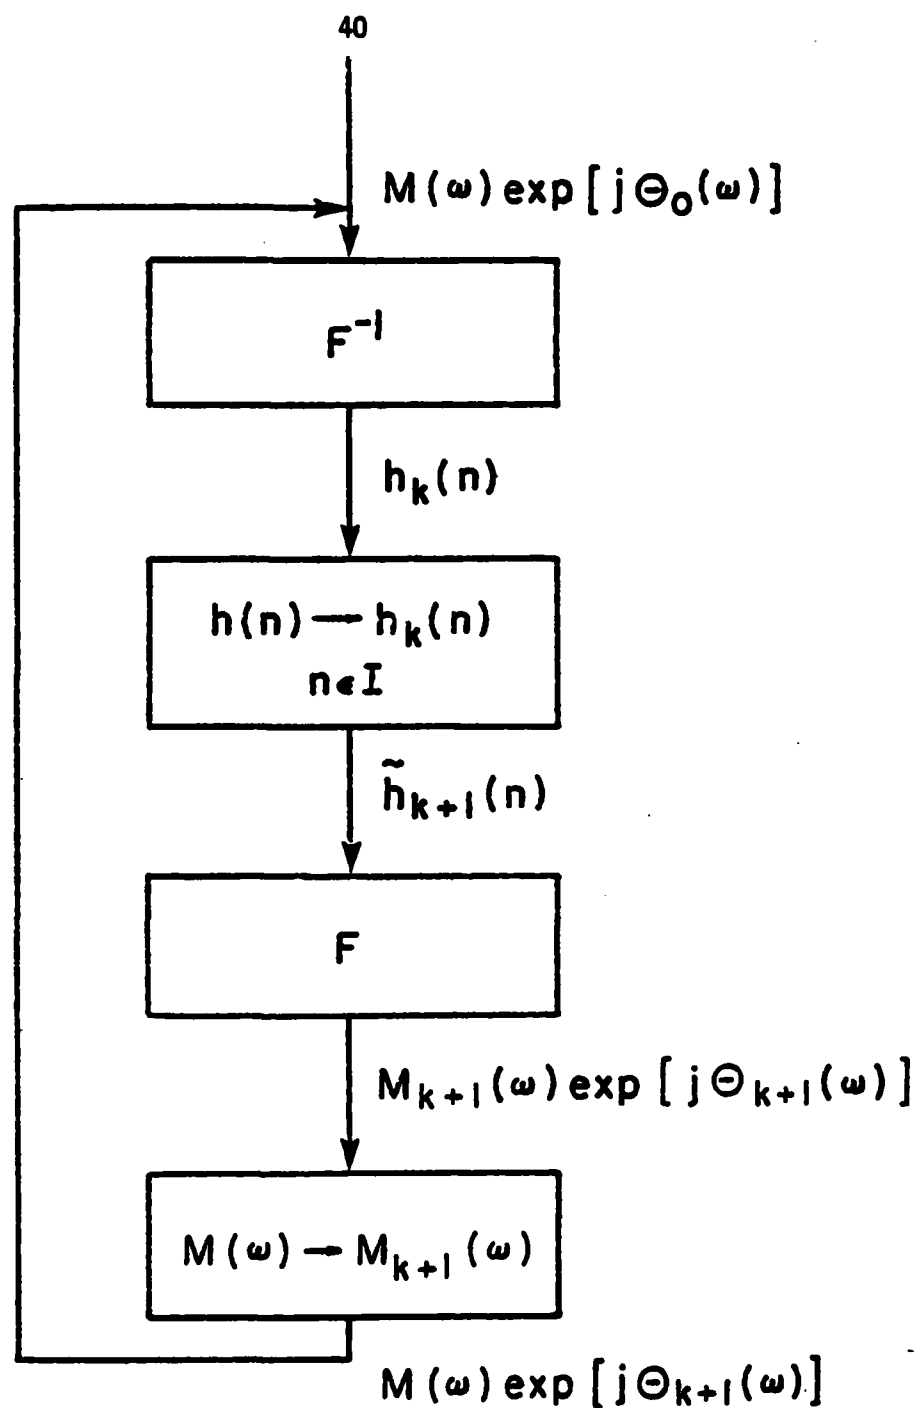 40
M(ω) exp [jΘ₀(ω)]
F⁻¹
hₖ(n)
h(n) → hₖ(n)
n ϵ I
h̃ₖ₊₁(n)
F
Mₖ₊₁(ω) exp [jΘₖ₊₁(ω)]
M(ω) → Mₖ₊₁(ω)
M(ω) exp [jΘₖ₊₁(ω)]